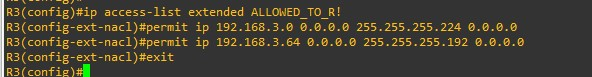 R3(config)#ip access-list extended ALLOWED_TO_R!
R3(config-ext-nacl)#permit ip 192.168.3.0 0.0.0.0 255.255.255.224 0.0.0.0
R3(config-ext-nacl)#permit ip 192.168.3.64 0.0.0.0 255.255.255.192 0.0.0.0
R3(config-ext-nacl)#exit
R3(config)#